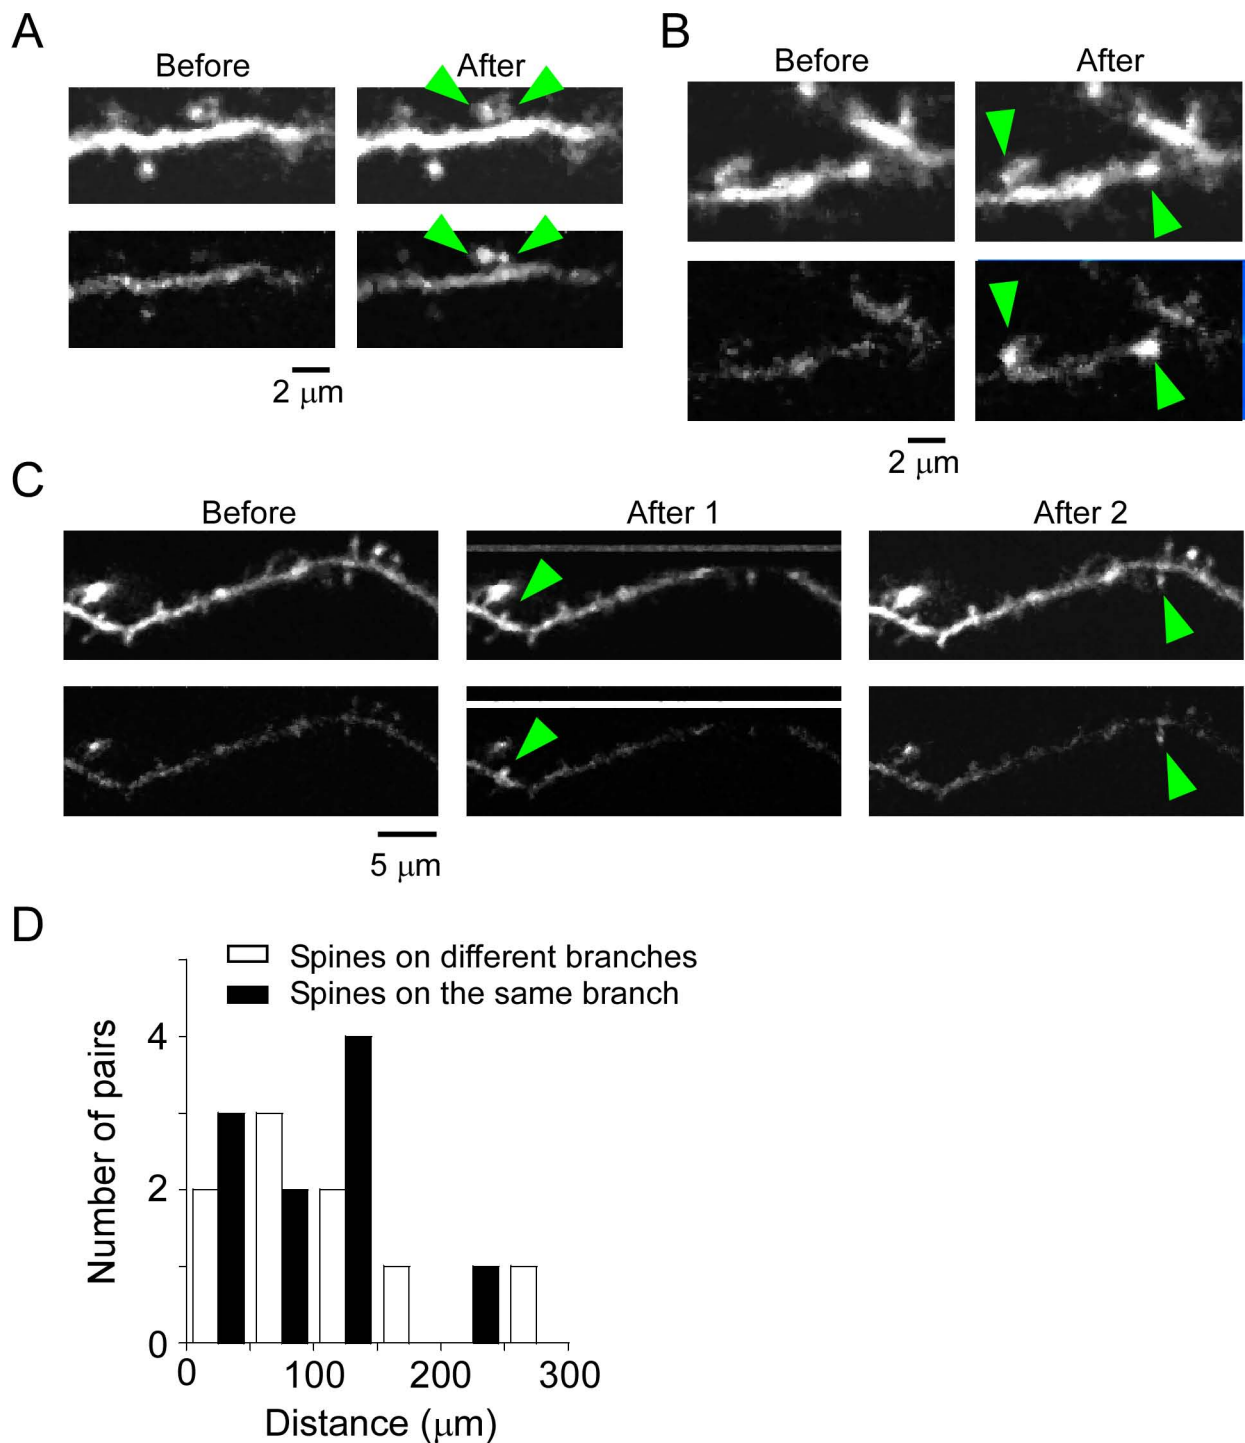 A
Before
After
2 μm
B
Before
After
2 μm
C
Before
After 1
After 2
5 μm
D
Spines on different branches
Spines on the same branch
Number of pairs
4
2
0
0
100
200
300
Distance (μm)